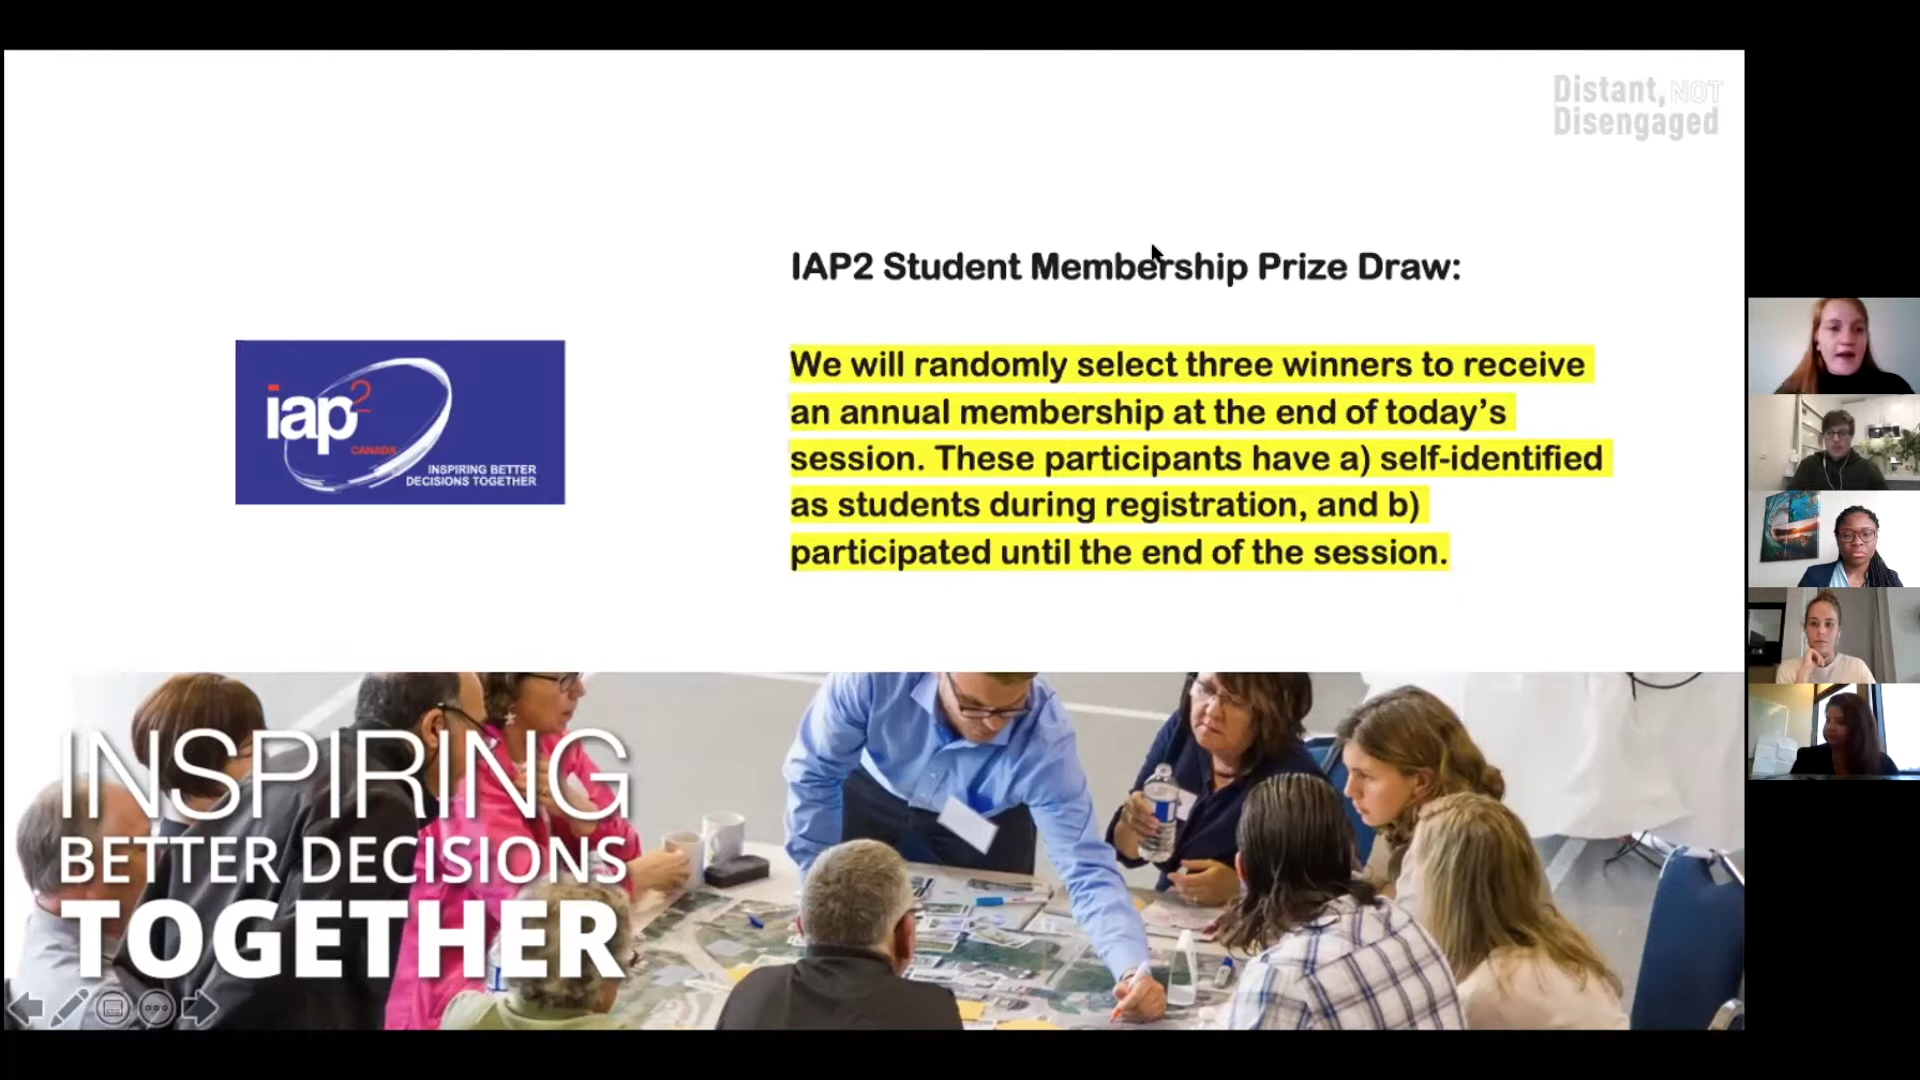 Distant, NOT
Disengaged
IAP2 Student Membership Prize Draw:
We will randomly select three winners to receive
an annual membership at the end of today’s
session. These participants have a) self-identified
as students during registration, and b)
participated until the end of the session.
iap2
CANADA
INSPIRING BETTER
DECISIONS TOGETHER
INSPIRING
BETTER DECISIONS
TOGETHER